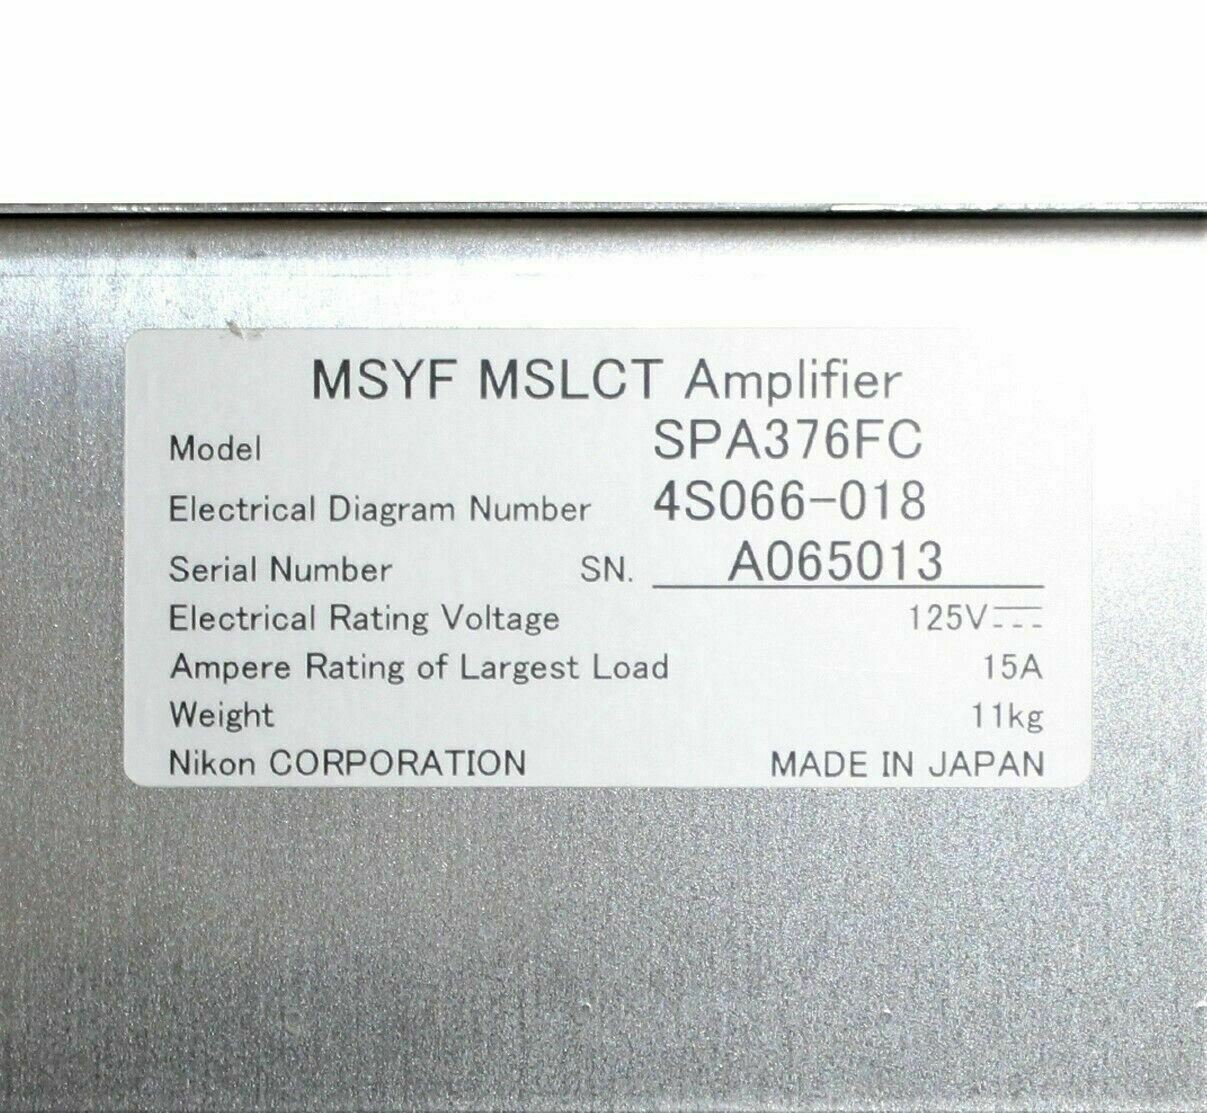 MSYF MSLCT Amplifier
Model SPA376FC
Electrical Diagram Number 4S066-018
Serial Number SN. A065013
Electrical Rating Voltage 125V⎓
Ampere Rating of Largest Load 15A
Weight 11kg
Nikon CORPORATION MADE IN JAPAN